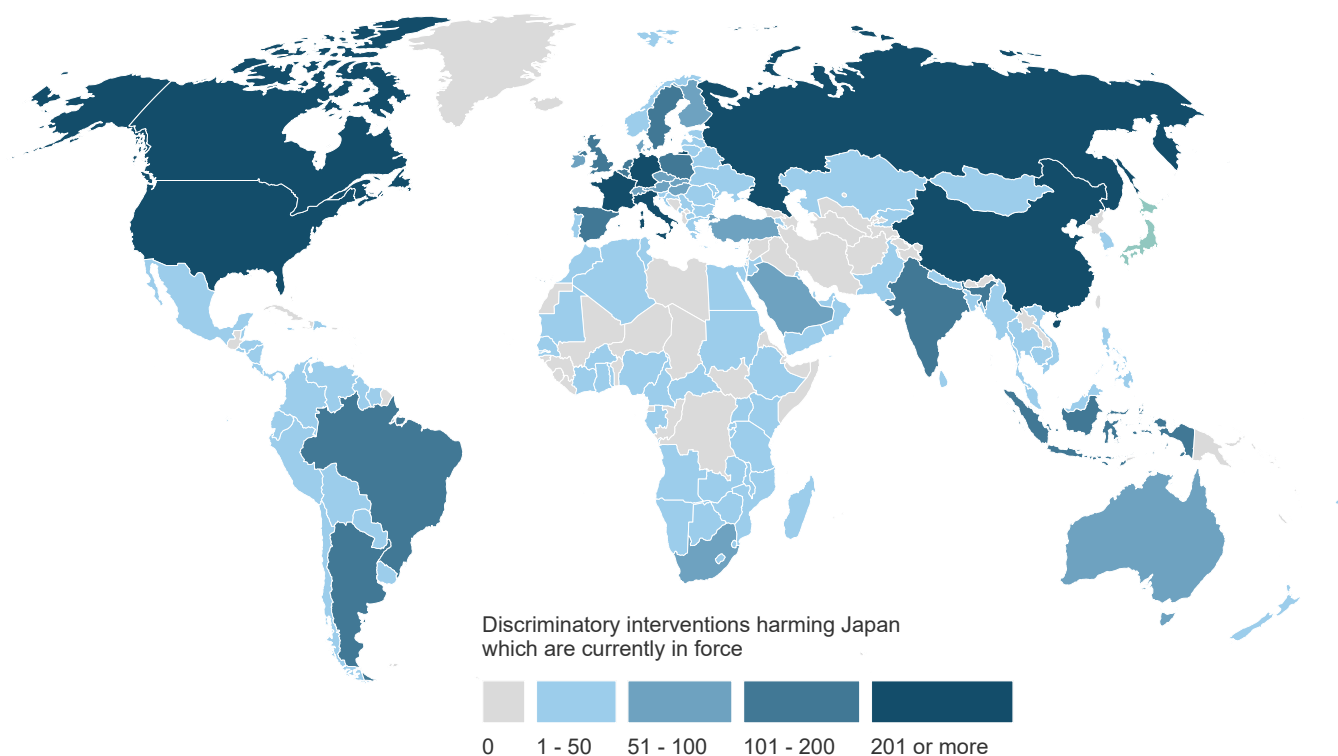 Discriminatory interventions harming Japan
which are currently in force
0
1 - 50
51 - 100
101 - 200
201 or more